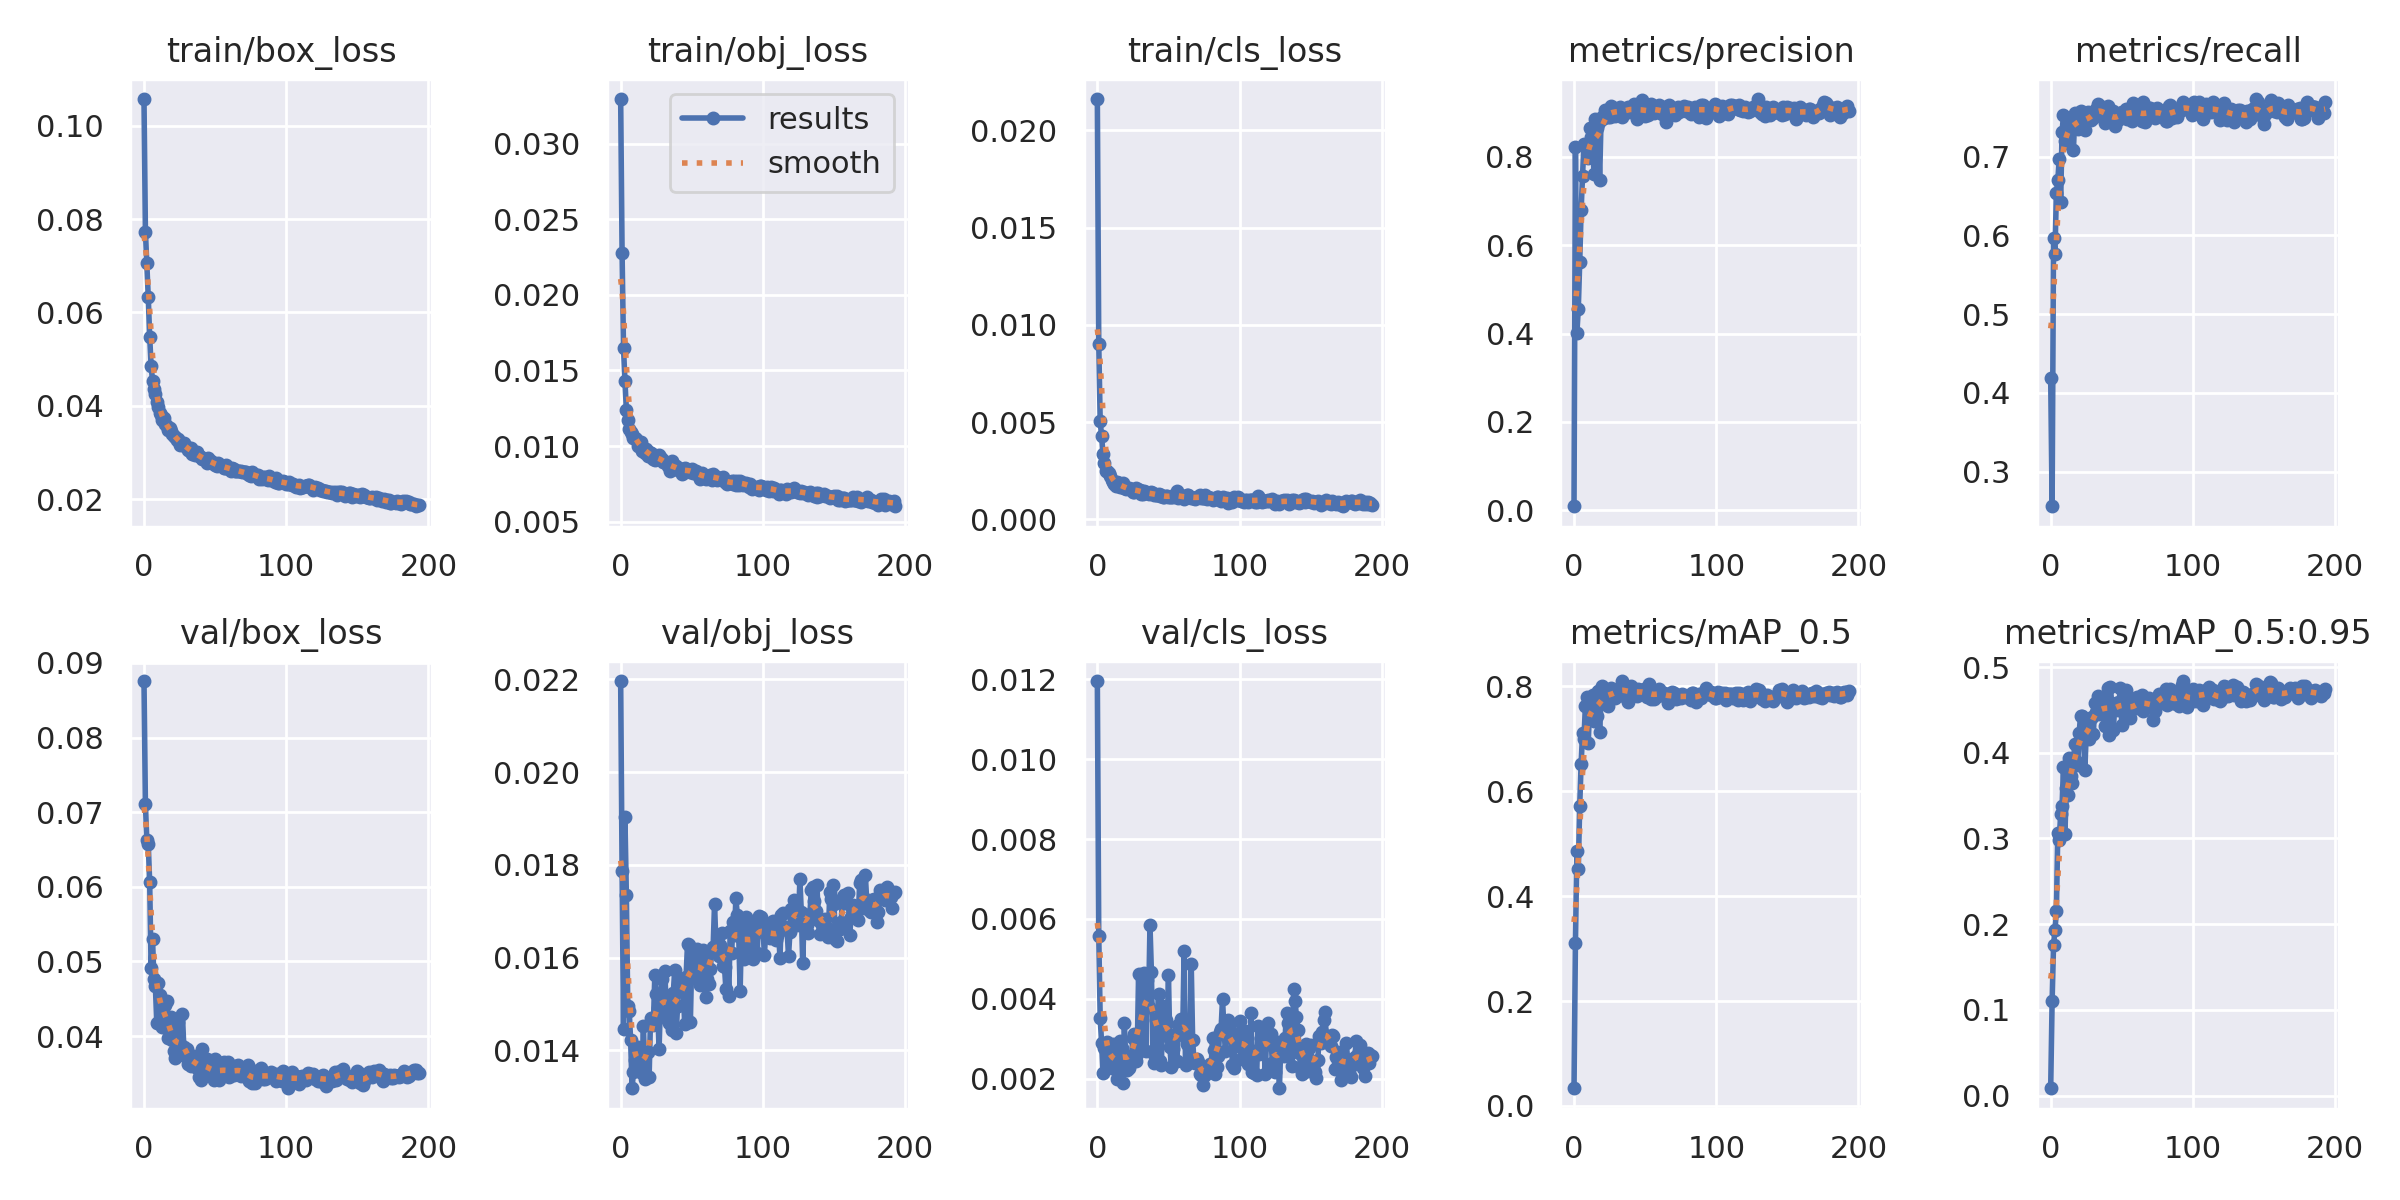 train/box_loss
0.10
0.08
0.06
0.04
0.02
0 100 200
train/obj_loss
results
smooth
0.030
0.025
0.020
0.015
0.010
0.005
0 100 200
train/cls_loss
0.020
0.015
0.010
0.005
0.000
0 100 200
metrics/precision
0.8
0.6
0.4
0.2
0.0
0 100 200
metrics/recall
0.7
0.6
0.5
0.4
0.3
0 100 200
val/box_loss
0.09
0.08
0.07
0.06
0.05
0.04
0 100 200
val/obj_loss
0.022
0.020
0.018
0.016
0.014
0 100 200
val/cls_loss
0.012
0.010
0.008
0.006
0.004
0.002
0 100 200
metrics/mAP_0.5
0.8
0.6
0.4
0.2
0.0
0 100 200
metrics/mAP_0.5:0.95
0.5
0.4
0.3
0.2
0.1
0.0
0 100 200